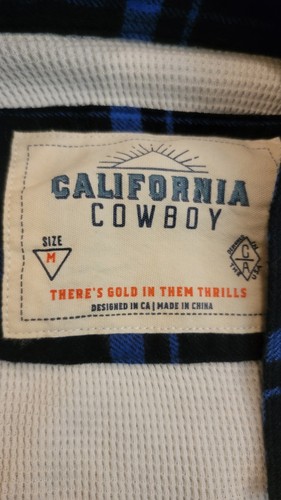 CALIFORNIA
COWBOY
SIZE
M
C
A
THERE'S GOLD IN THEM THRILLS
DESIGNED IN CA | MADE IN CHINA